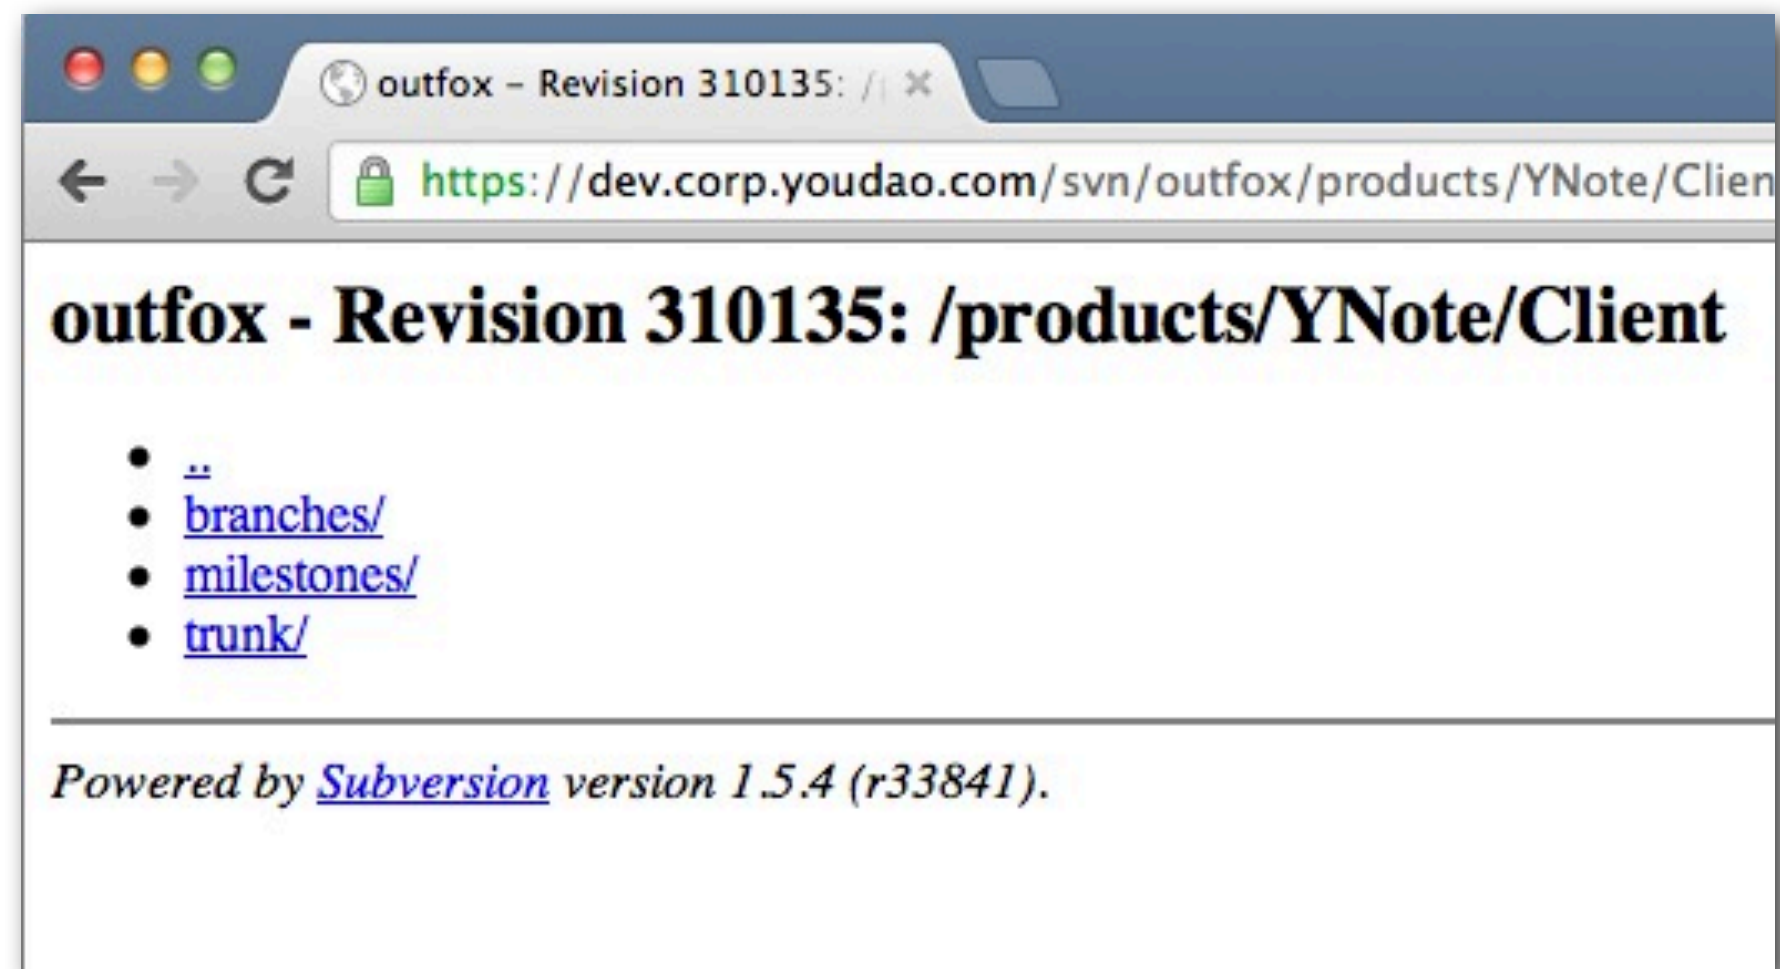 outfox – Revision 310135: /
https://dev.corp.youdao.com/svn/outfox/products/YNote/Clien
outfox - Revision 310135: /products/YNote/Client
..
branches/
milestones/
trunk/
Powered by Subversion version 1.5.4 (r33841).